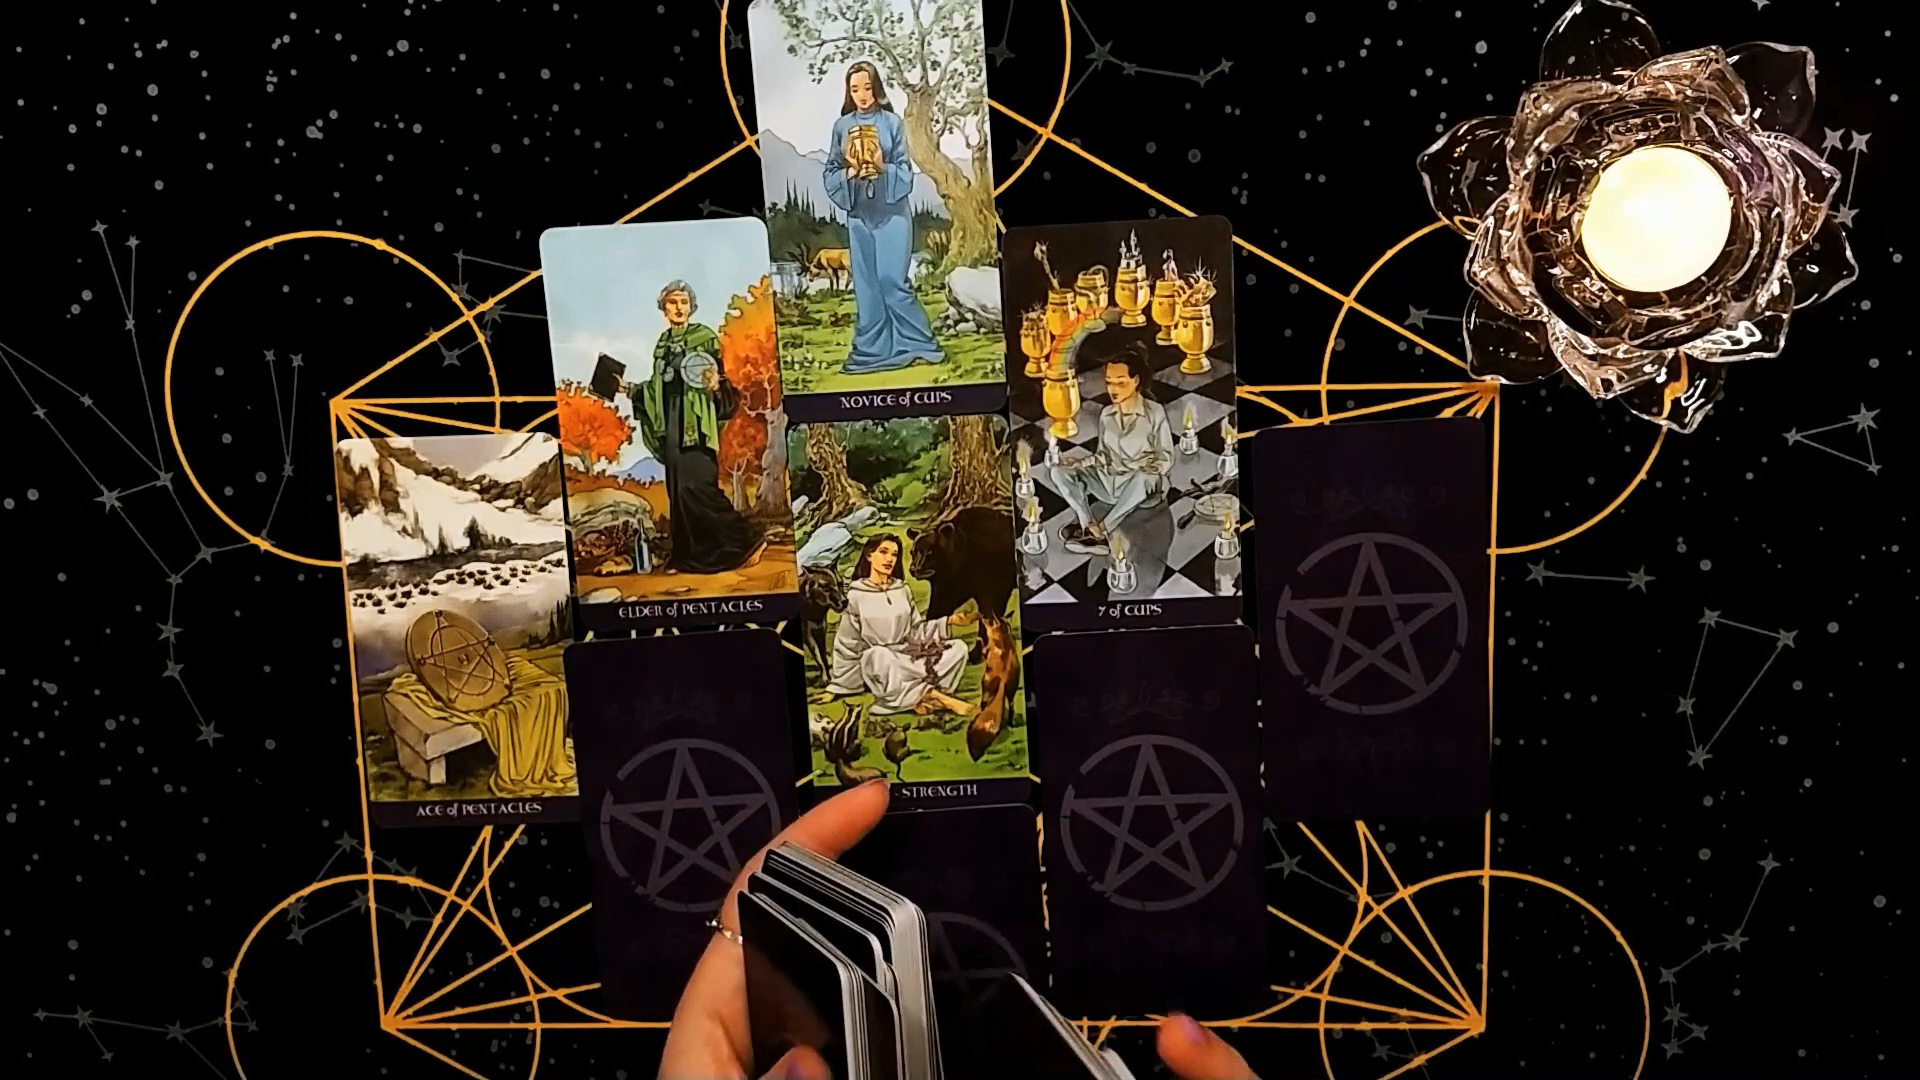 NOVICE of CUPS
ELDER of PENTACLES
7 of CUPS
- STRENGTH
ACE of PENTACLES